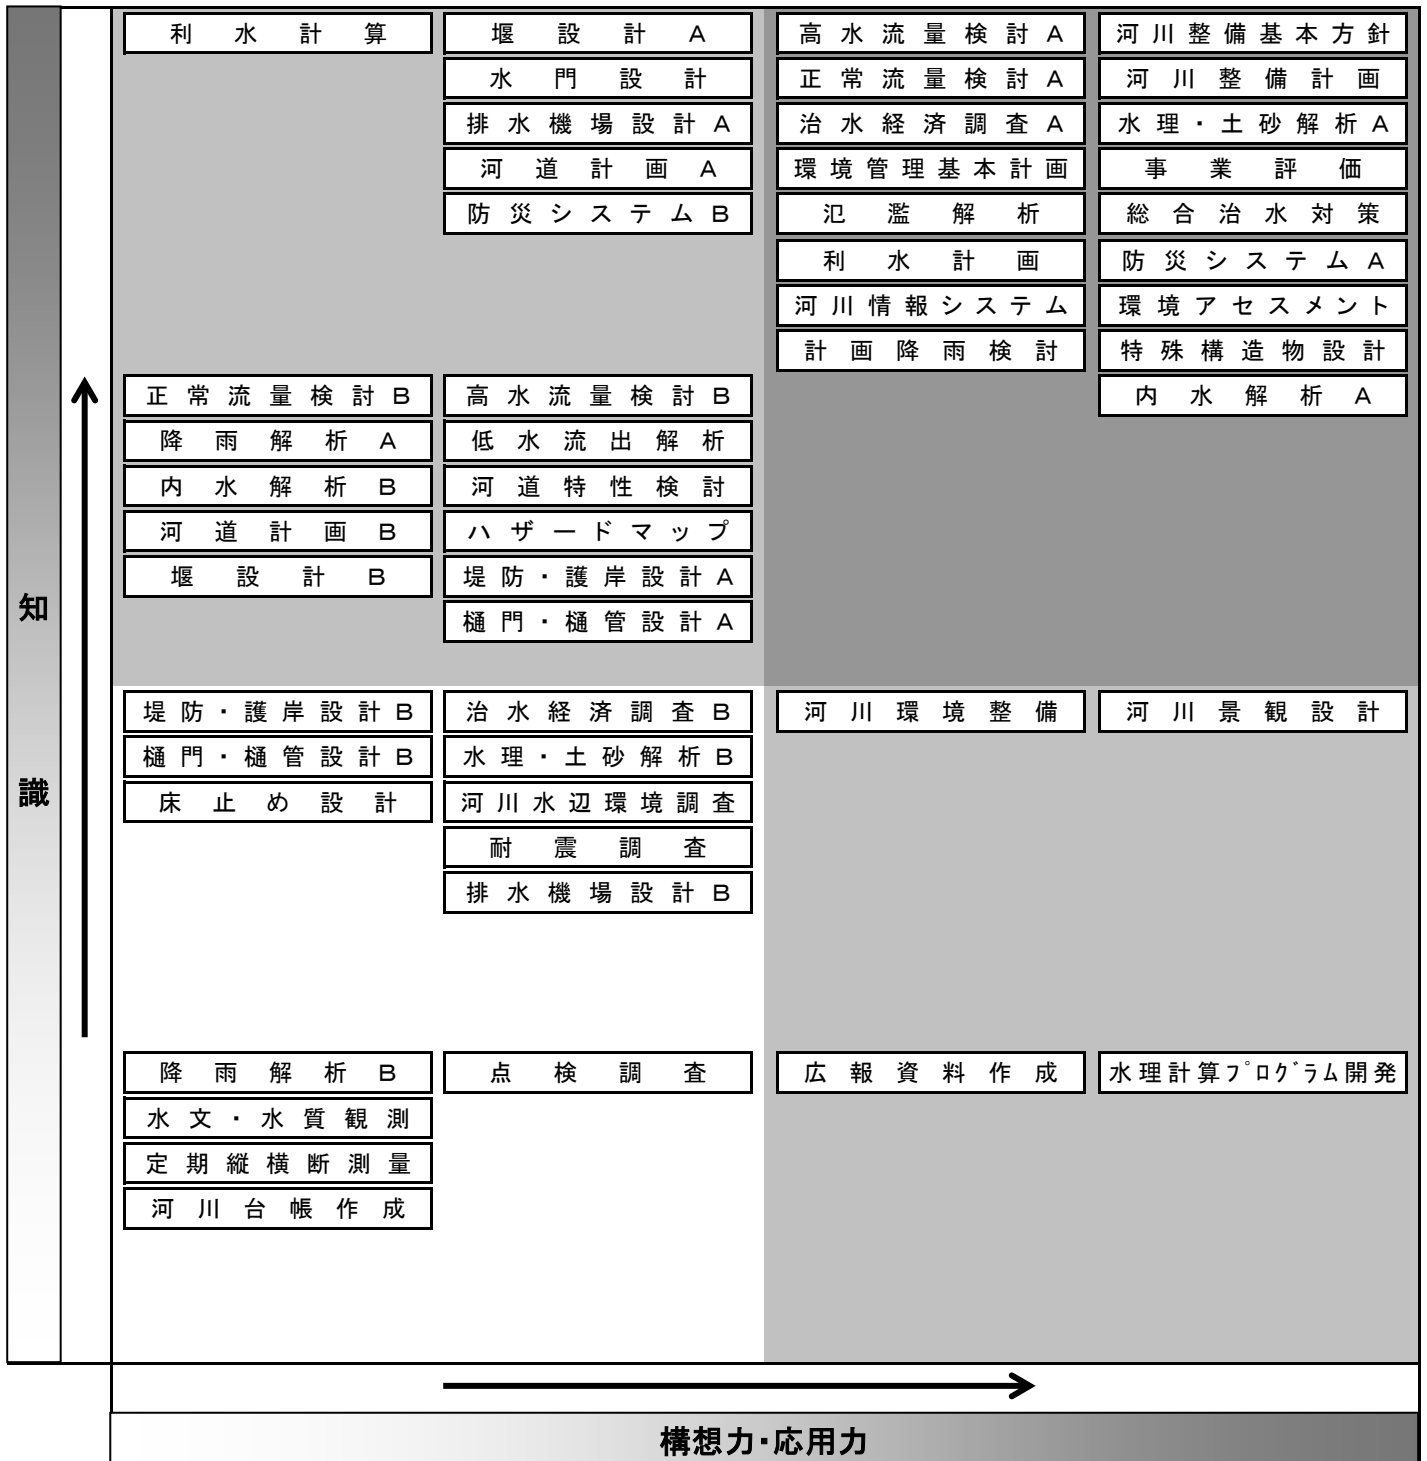 利水計算
堰設計A
高水流量検討A
河川整備基本方針
水門設計
正常流量検討A
河川整備計画
排水機場設計A
治水経済調査A
水理・土砂解析A
河道計画A
環境管理基本計画
事業評価
防災システムB
氾濫解析
総合治水対策
利水計画
防災システムA
河川情報システム
環境アセスメント
計画降雨検討
特殊構造物設計
正常流量検討B
高水流量検討B
内水解析A
降雨解析A
低水流出解析
内水解析B
河道特性検討
河道計画B
ハザードマップ
堰設計B
堤防・護岸設計A
樋門・樋管設計A
知識
堤防・護岸設計B
治水経済調査B
河川環境整備
河川景観設計
樋門・樋管設計B
水理・土砂解析B
床止め設計
河川水辺環境調査
耐震調査
排水機場設計B
降雨解析B
点検調査
広報資料作成
水理計算ﾌﾟﾛｸﾞﾗﾑ開発
水文・水質観測
定期縦横断測量
河川台帳作成
構想力・応用力